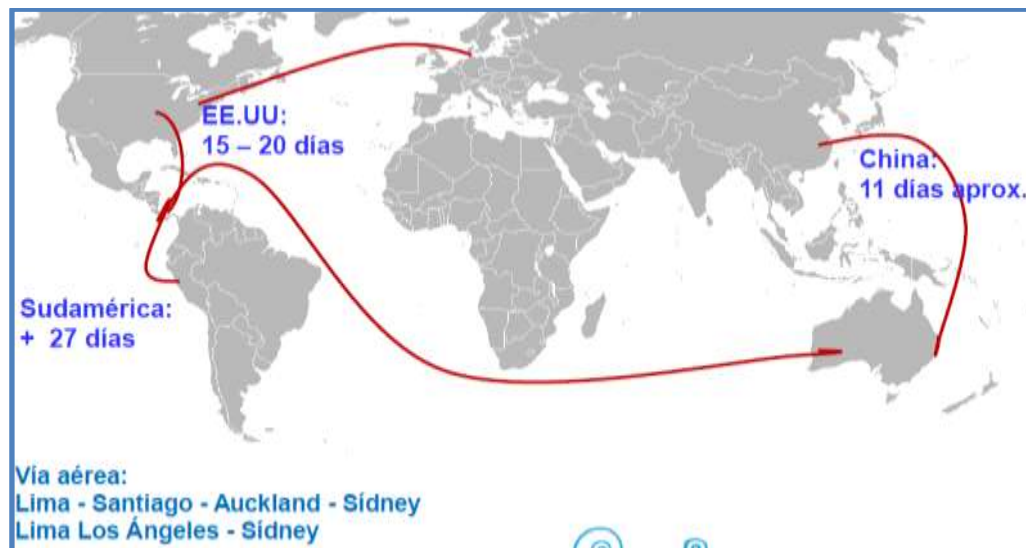 EE.UU:
15 – 20 días
China:
11 días aprox.
Sudamérica:
+ 27 días
Vía aérea:
Lima - Santiago - Auckland - Sídney
Lima Los Ángeles - Sídney